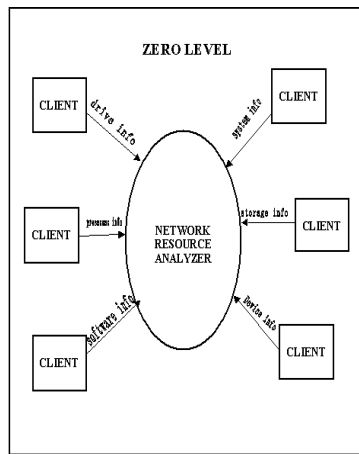 ZERO LEVEL
CLIENT
drive info
system info
CLIENT
CLIENT
info
NETWORK
RESOURCE
ANALYZER
storage info
CLIENT
software info
CLIENT
Device info
CLIENT